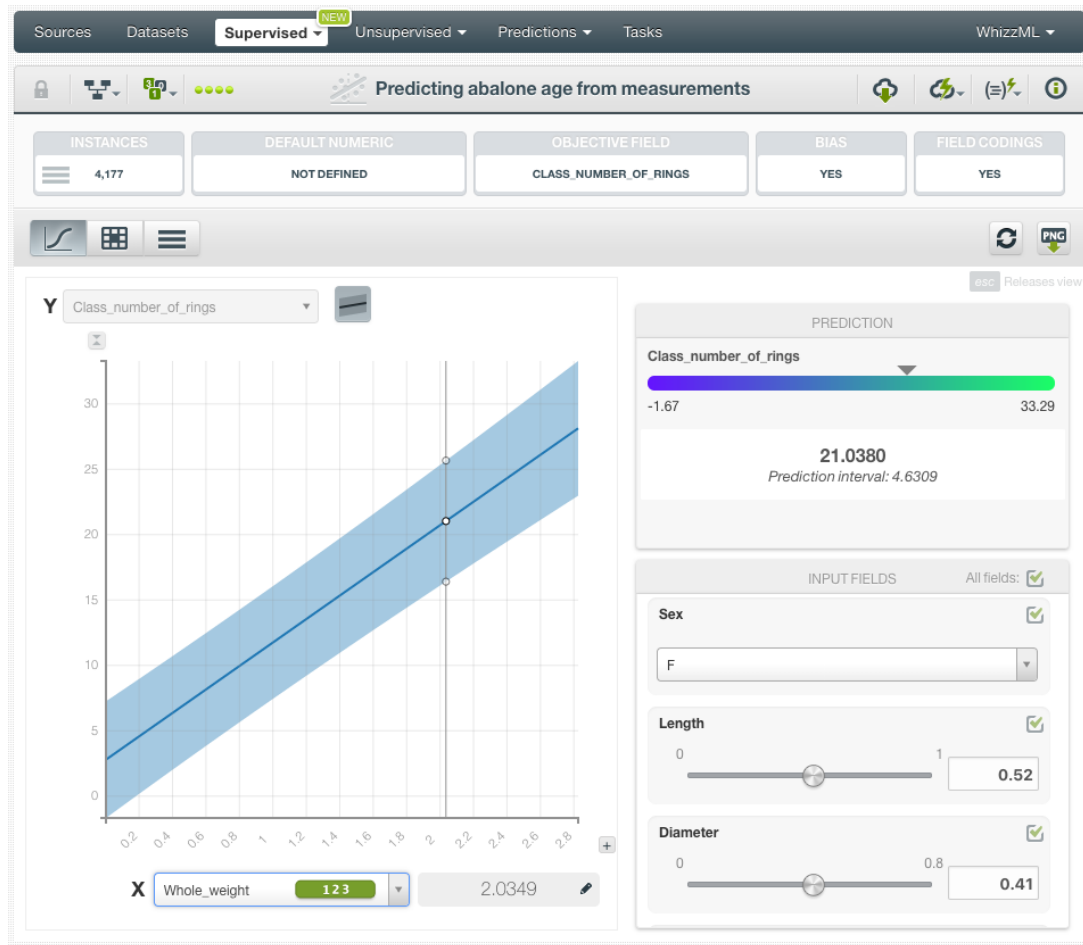 Sources Datasets Supervised NEW Unsupervised Predictions Tasks WhizzML
Predicting abalone age from measurements
INSTANCES DEFAULT NUMERIC OBJECTIVE FIELD BIAS FIELD CODINGS
4,177 NOT DEFINED CLASS_NUMBER_OF_RINGS YES YES
PNG
esc Releases view
Y Class_number_of_rings
30
25
20
15
10
5
0
0.2 0.4 0.6 0.8 1 1.2 1.4 1.6 1.8 2 2.2 2.4 2.6 2.8
+
X Whole_weight 123 2.0349
PREDICTION
Class_number_of_rings
-1.67 33.29
21.0380
Prediction interval: 4.6309
INPUT FIELDS All fields:
Sex
F
Length
0 1
0.52
Diameter
0 0.8
0.41